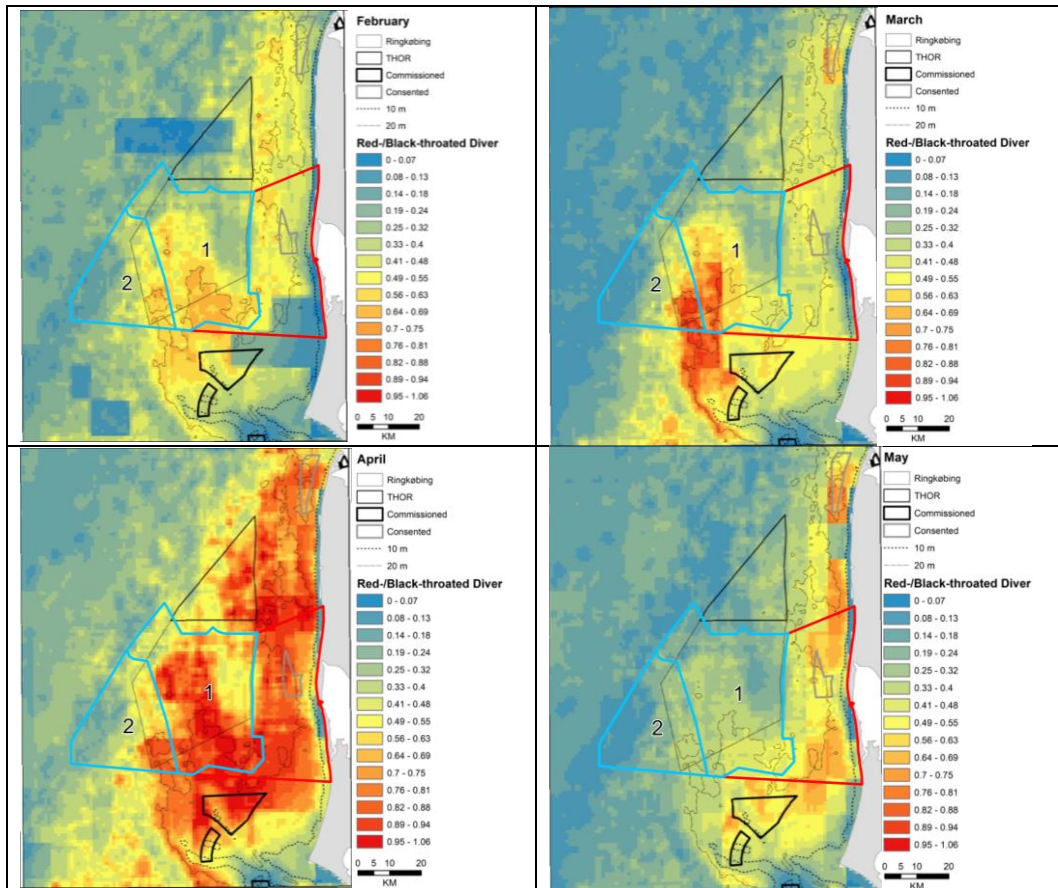 February
Ringkøbing
THOR
Commissioned
Consented
10 m
20 m
Red-/Black-throated Diver
0 - 0.07
0.08 - 0.13
0.14 - 0.18
0.19 - 0.24
0.25 - 0.32
0.33 - 0.4
0.41 - 0.48
0.49 - 0.55
0.56 - 0.63
0.64 - 0.69
0.7 - 0.75
0.76 - 0.81
0.82 - 0.88
0.89 - 0.94
0.95 - 1.06
0 5 10 20
KM
1
2
March
Ringkøbing
THOR
Commissioned
Consented
10 m
20 m
Red-/Black-throated Diver
0 - 0.07
0.08 - 0.13
0.14 - 0.18
0.19 - 0.24
0.25 - 0.32
0.33 - 0.4
0.41 - 0.48
0.49 - 0.55
0.56 - 0.63
0.64 - 0.69
0.7 - 0.75
0.76 - 0.81
0.82 - 0.88
0.89 - 0.94
0.95 - 1.06
0 5 10 20
KM
1
2
April
Ringkøbing
THOR
Commissioned
Consented
10 m
20 m
Red-/Black-throated Diver
0 - 0.07
0.08 - 0.13
0.14 - 0.18
0.19 - 0.24
0.25 - 0.32
0.33 - 0.4
0.41 - 0.48
0.49 - 0.55
0.56 - 0.63
0.64 - 0.69
0.7 - 0.75
0.76 - 0.81
0.82 - 0.88
0.89 - 0.94
0.95 - 1.06
0 5 10 20
KM
1
2
May
Ringkøbing
THOR
Commissioned
Consented
10 m
20 m
Red-/Black-throated Diver
0 - 0.07
0.08 - 0.13
0.14 - 0.18
0.19 - 0.24
0.25 - 0.32
0.33 - 0.4
0.41 - 0.48
0.49 - 0.55
0.56 - 0.63
0.64 - 0.69
0.7 - 0.75
0.76 - 0.81
0.82 - 0.88
0.89 - 0.94
0.95 - 1.06
0 5 10 20
KM
1
2